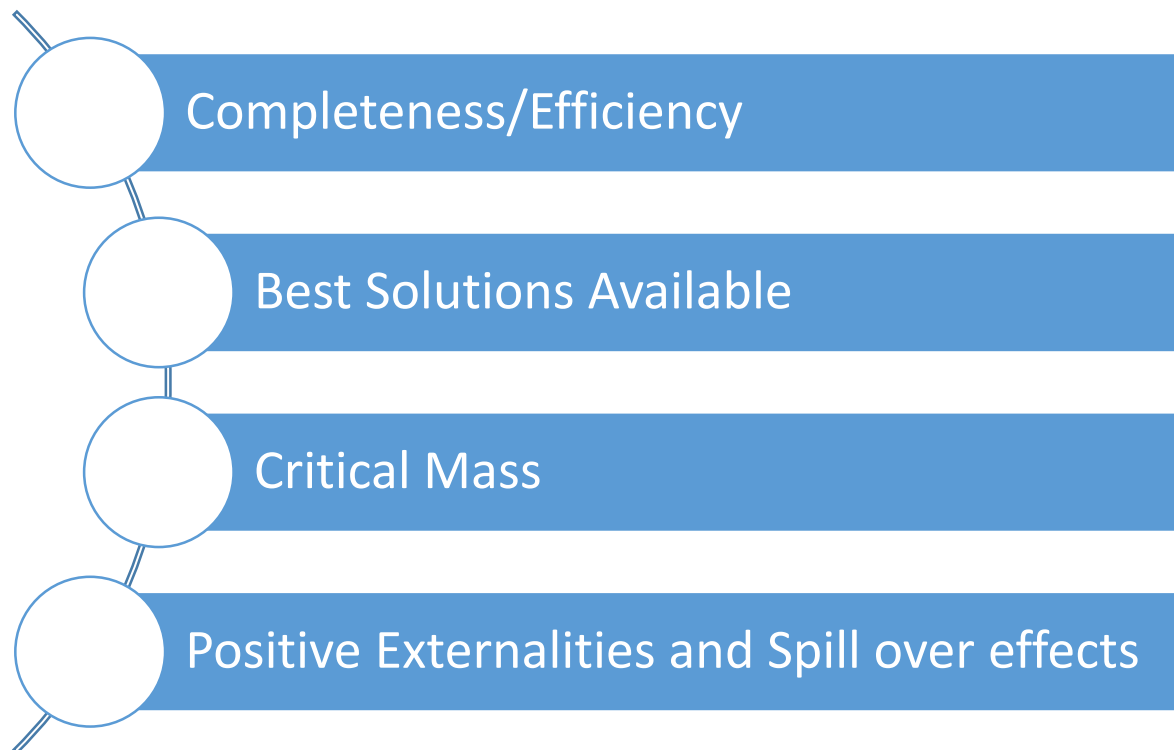 Completeness/Efficiency
Best Solutions Available
Critical Mass
Positive Externalities and Spill over effects